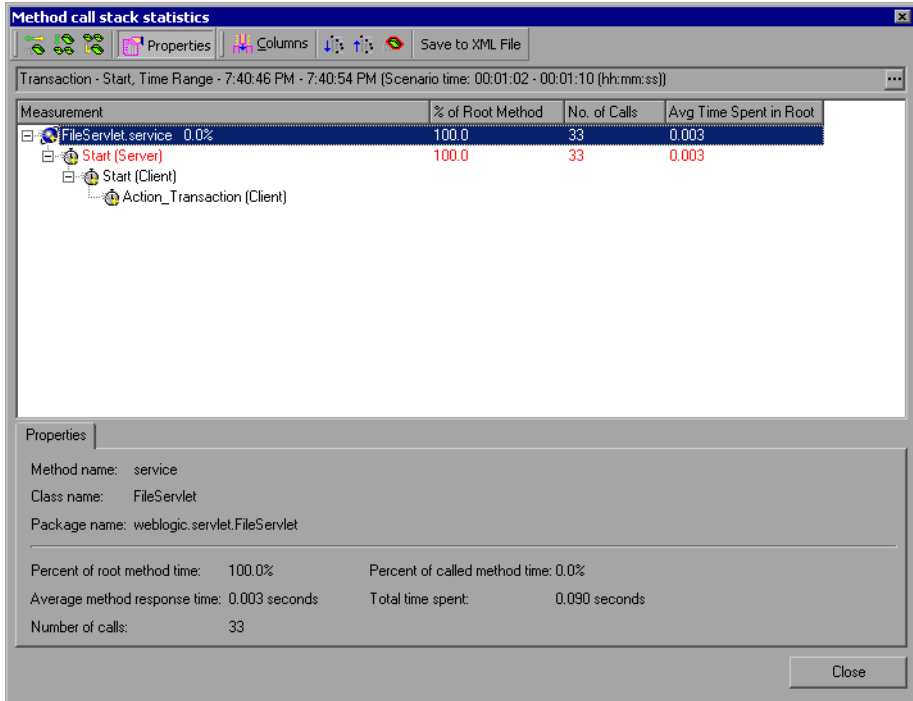 Method call stack statistics
Properties Columns Save to XML File
Transaction - Start, Time Range - 7:40:46 PM - 7:40:54 PM (Scenario time: 00:01:02 - 00:01:10 (hh:mm:ss))
Measurement % of Root Method No. of Calls Avg Time Spent in Root
FileServlet.service 0.0% 100.0 33 0.003
Start (Server) 100.0 33 0.003
Start (Client)
Action_Transaction (Client)
Properties
Method name: service
Class name: FileServlet
Package name: weblogic.servlet.FileServlet
Percent of root method time: 100.0% Percent of called method time: 0.0%
Average method response time: 0.003 seconds Total time spent: 0.090 seconds
Number of calls: 33
Close